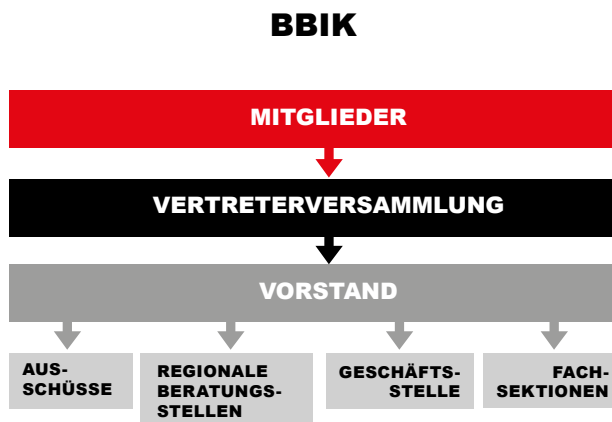 BBIK
MITGLIEDER
VERTRETERVERSAMMLUNG
VORSTAND
AUS-
SCHÜSSE
REGIONALE
BERATUNGS-
STELLEN
GESCHÄFTS-
STELLE
FACH-
SEKTIONEN